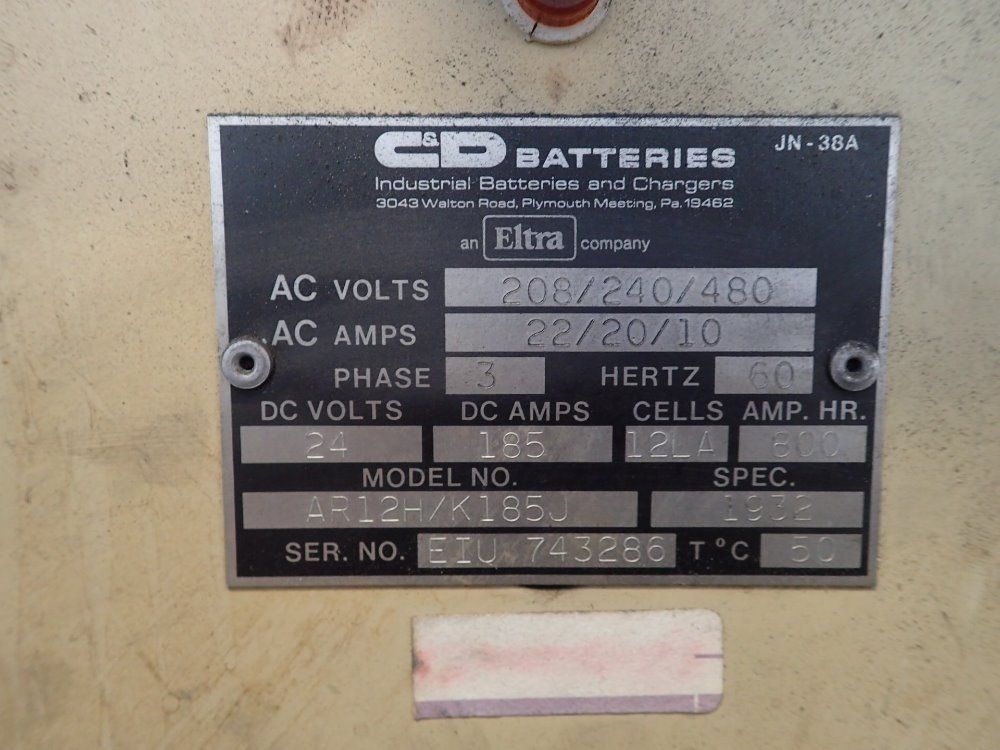 C&D BATTERIES JN-38A
Industrial Batteries and Chargers
3043 Walton Road, Plymouth Meeting, Pa. 19462
an Eltra company
AC VOLTS 208/240/480
AC AMPS 22/20/10
PHASE 3 HERTZ 60
DC VOLTS DC AMPS CELLS AMP. HR.
24 185 12LA 800
MODEL NO. SPEC.
AR12H/K185J 1932
SER. NO. EIU 743286 T°C 50